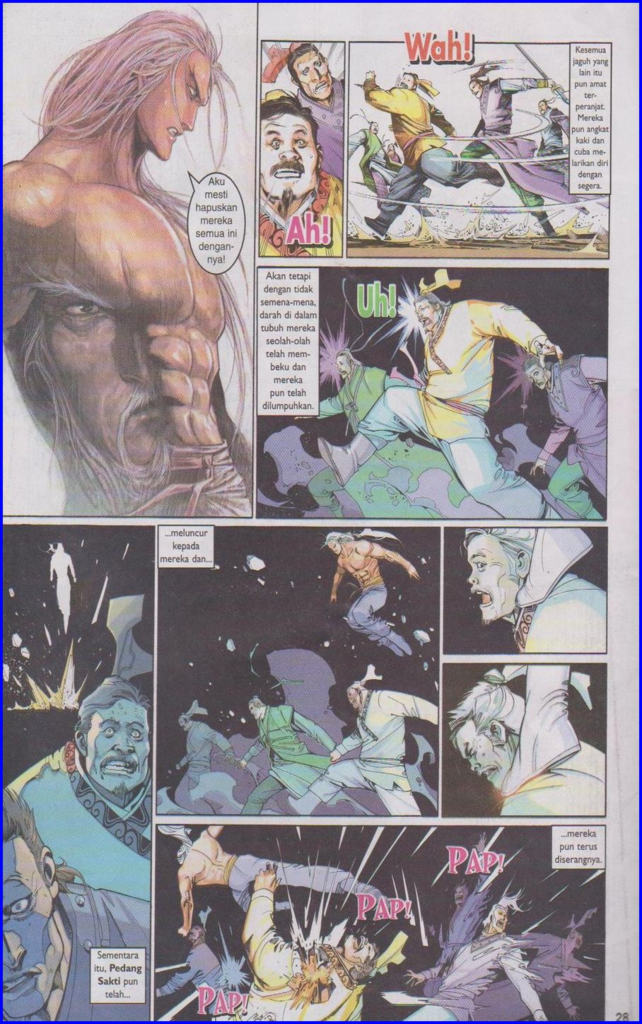 Aku
mesti
hapuskan
mereka
semua ini
dengan-
nya!
Ah!
Wah!
Kesemua
jaguh yang
lain itu
pun amat
ter-
peranjat.
Mereka
pun angkat
kaki dan
cuba me-
larikan diri
dengan
segera.
Akan tetapi
dengan tidak
semena-mena,
darah di dalam
tubuh mereka
seolah-olah
telah mem-
beku dan
mereka
pun telah
dilumpuhkan.
Uh!
Sementara
itu, Pedang
Sakti pun
telah...
...meluncur
kepada
mereka dan...
...mereka
pun terus
diserangnya.
PAP!
PAP!
PAP!
28